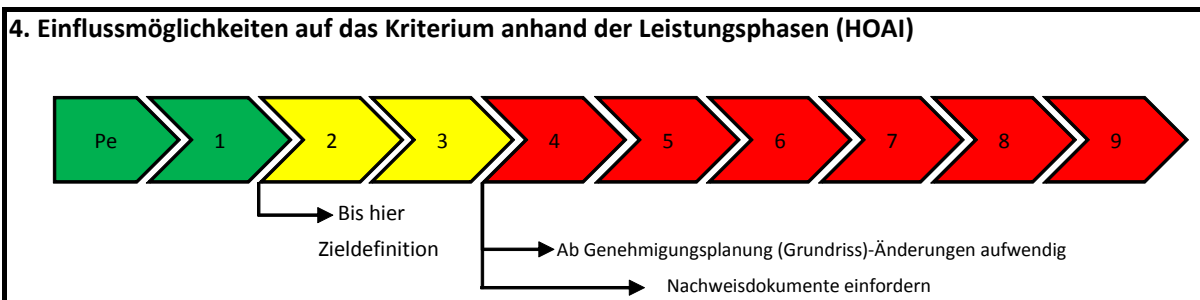 4. Einflussmöglichkeiten auf das Kriterium anhand der Leistungsphasen (HOAI)
Pe 1 2 3 4 5 6 7 8 9
Bis hier
Zieldefinition
Ab Genehmigungsplanung (Grundriss)-Änderungen aufwendig
Nachweisdokumente einfordern